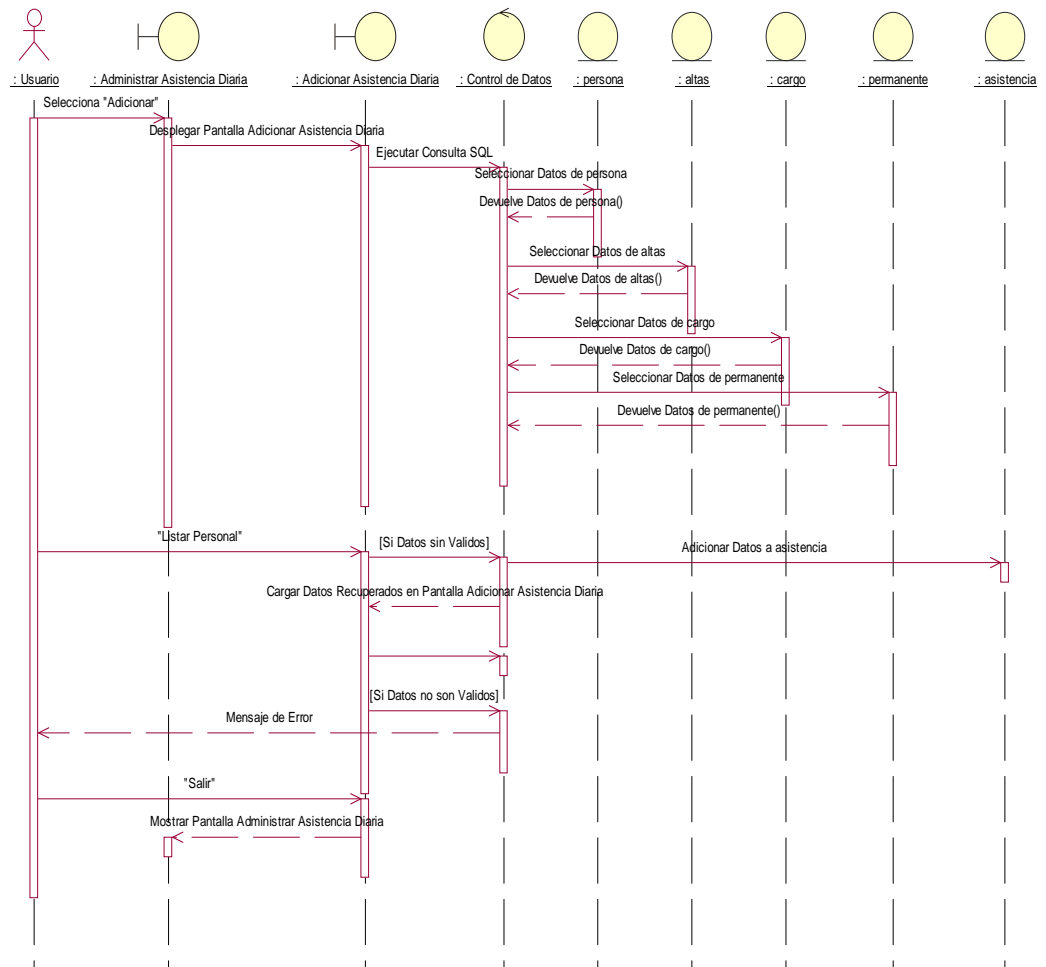 : Usuario
: Administrar Asistencia Diaria
: Adicionar Asistencia Diaria
: Control de Datos
: persona
: altas
: cargo
: permanente
: asistencia
Selecciona "Adicionar"
Desplegar Pantalla Adicionar Asistencia Diaria
Ejecutar Consulta SQL
Seleccionar Datos de persona
Devuelve Datos de persona()
Seleccionar Datos de altas
Devuelve Datos de altas()
Seleccionar Datos de cargo
Devuelve Datos de cargo()
Seleccionar Datos de permanente
Devuelve Datos de permanente()
"Listar Personal"
[Si Datos sin Validos]
Adicionar Datos a asistencia
Cargar Datos Recuperados en Pantalla Adicionar Asistencia Diaria
[Si Datos no son Validos]
Mensaje de Error
"Salir"
Mostrar Pantalla Administrar Asistencia Diaria